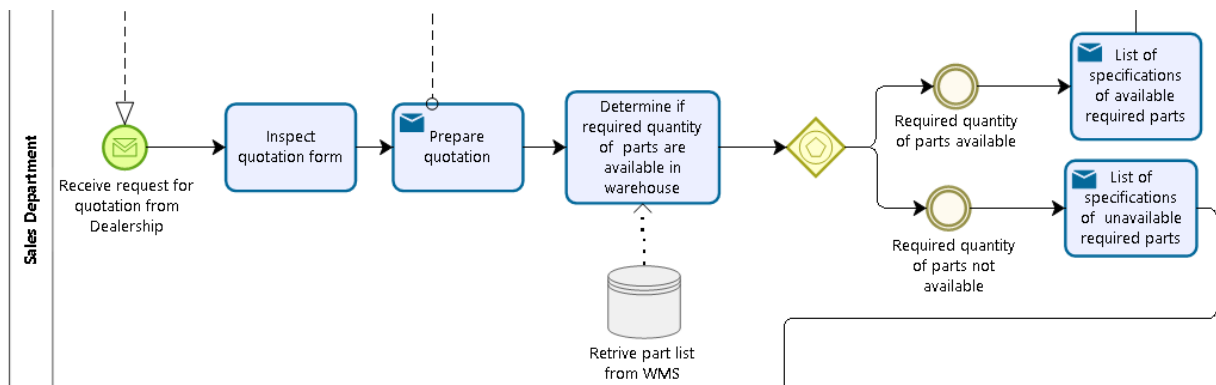 Sales Department
Receive request for
quotation from
Dealership
Inspect
quotation form
Prepare
quotation
Determine if
required quantity
of parts are
available in
warehouse
Retrive part list
from WMS
Required quantity
of parts available
Required quantity
of parts not
available
List of
specifications
of available
required parts
List of
specifications
of unavailable
required parts